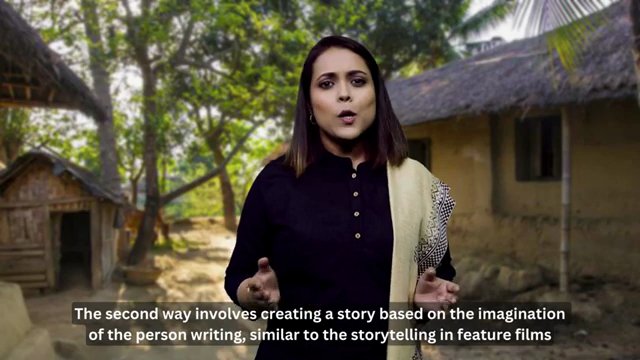 The second way involves creating a story based on the imagination
of the person writing, similar to the storytelling in feature films